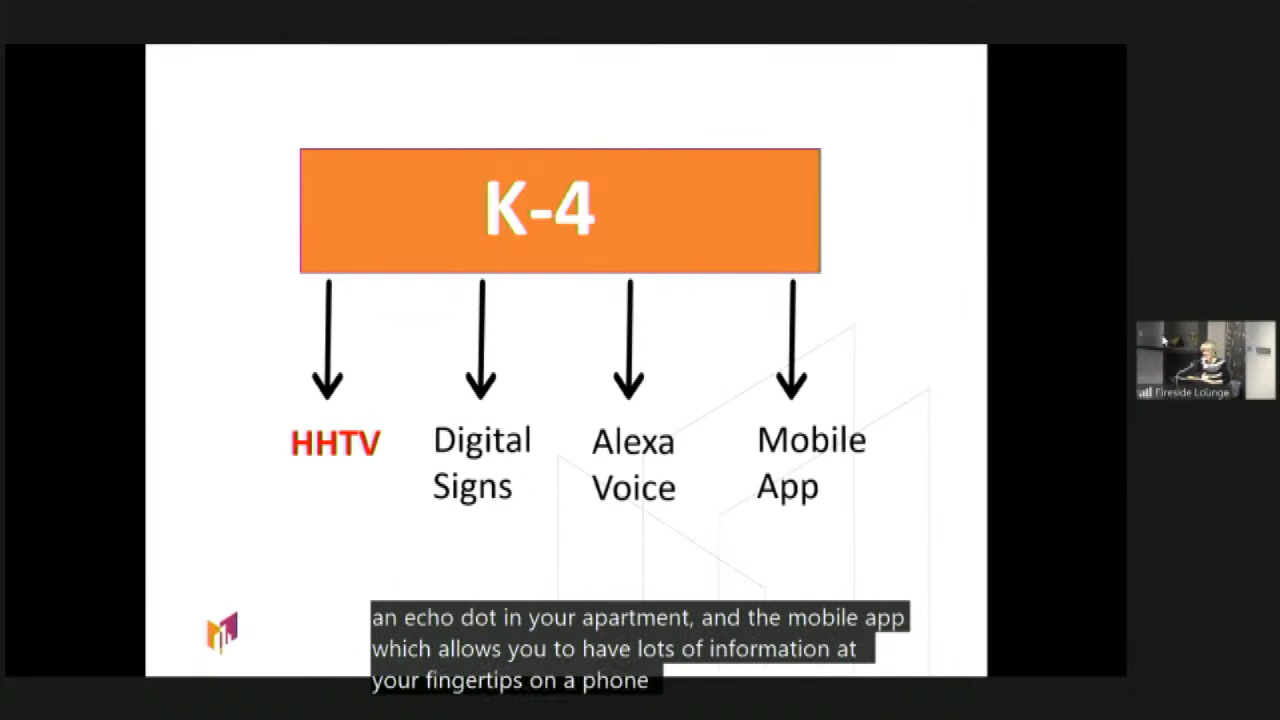 K-4
HHTV
Digital
Signs
Alexa
Voice
Mobile
App
an echo dot in your apartment, and the mobile app
which allows you to have lots of information at
your fingertips on a phone
Fireside Lounge